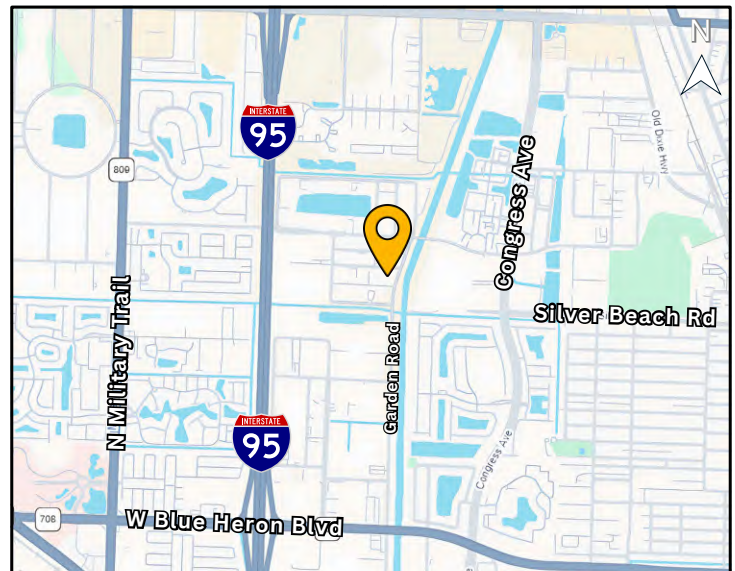 N
INTERSTATE
95
Old Dixie Hwy
809
Congress Ave
N Military Trail
Silver Beach Rd
Garden Road
INTERSTATE
95
Congress Ave
708
W Blue Heron Blvd